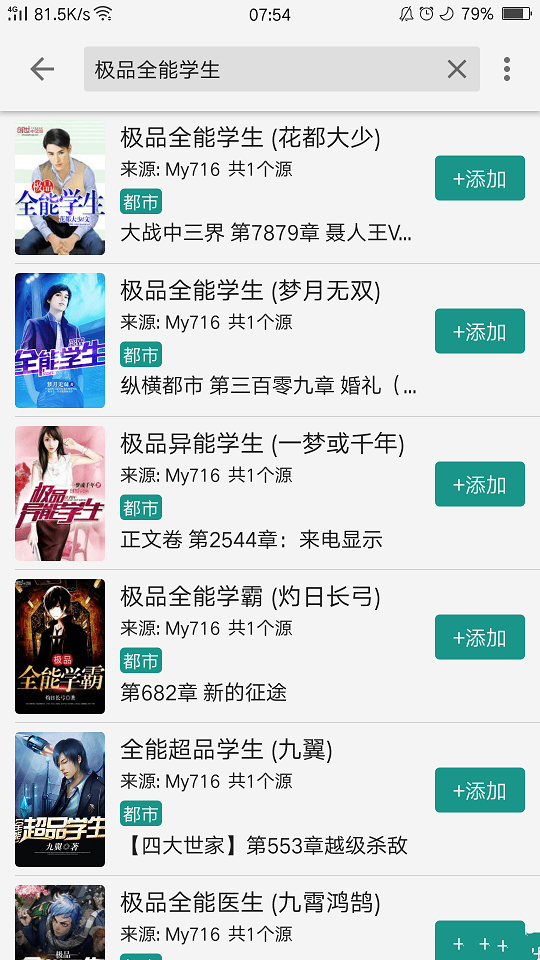 4G 81.5K/s 07:54 79%
极品全能学生
极品全能学生 (花都大少)
来源: My716 共1个源
都市
大战中三界 第7879章 聂人王V...
+添加
极品
全能学生
花都大少/文
极品全能学生 (梦月无双)
来源: My716 共1个源
都市
纵横都市 第三百零九章 婚礼（...
+添加
全能学生
极品异能学生 (一梦或千年)
来源: My716 共1个源
都市
正文卷 第2544章：来电显示
+添加
一梦或千年
极品
异能学生
极品全能学霸 (灼日长弓)
来源: My716 共1个源
都市
第682章 新的征途
+添加
极品
全能学霸
灼日长弓/著
全能超品学生 (九翼)
来源: My716 共1个源
都市
【四大世家】第553章越级杀敌
+添加
超品学生
九翼 著
极品全能医生 (九霄鸿鹄)
来源: My716 共1个源
极品